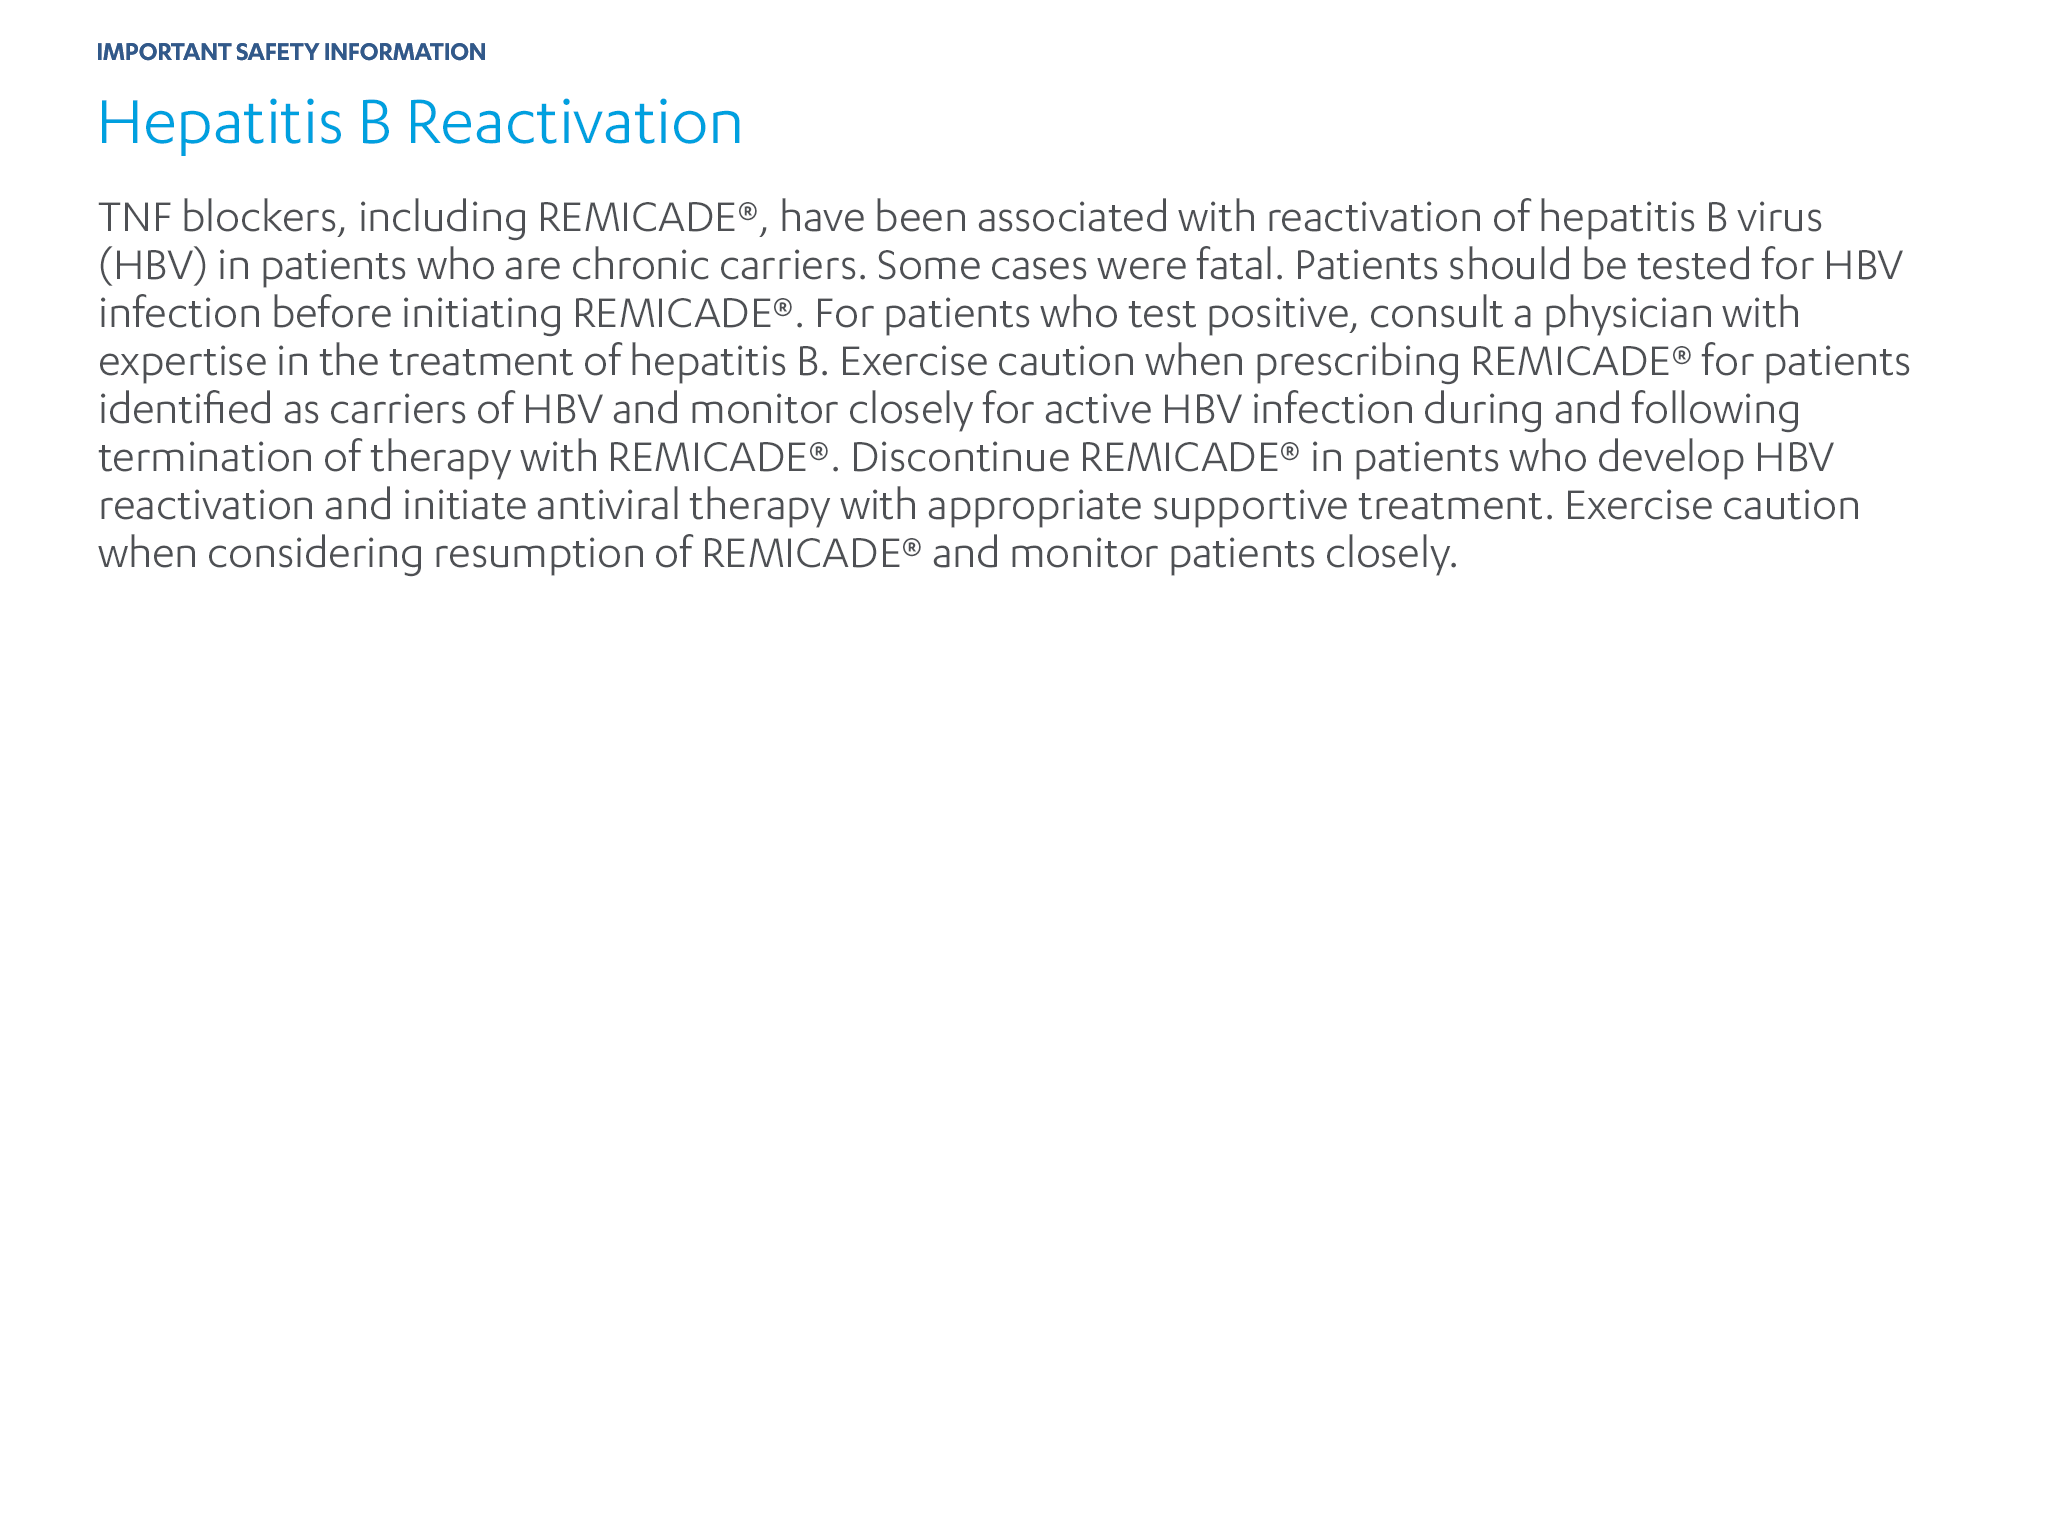 IMPORTANT SAFETY INFORMATION
Hepatitis B Reactivation
TNF blockers, including REMICADE®, have been associated with reactivation of hepatitis B virus
(HBV) in patients who are chronic carriers. Some cases were fatal. Patients should be tested for HBV
infection before initiating REMICADE®. For patients who test positive, consult a physician with
expertise in the treatment of hepatitis B. Exercise caution when prescribing REMICADE® for patients
identified as carriers of HBV and monitor closely for active HBV infection during and following
termination of therapy with REMICADE®. Discontinue REMICADE® in patients who develop HBV
reactivation and initiate antiviral therapy with appropriate supportive treatment. Exercise caution
when considering resumption of REMICADE® and monitor patients closely.